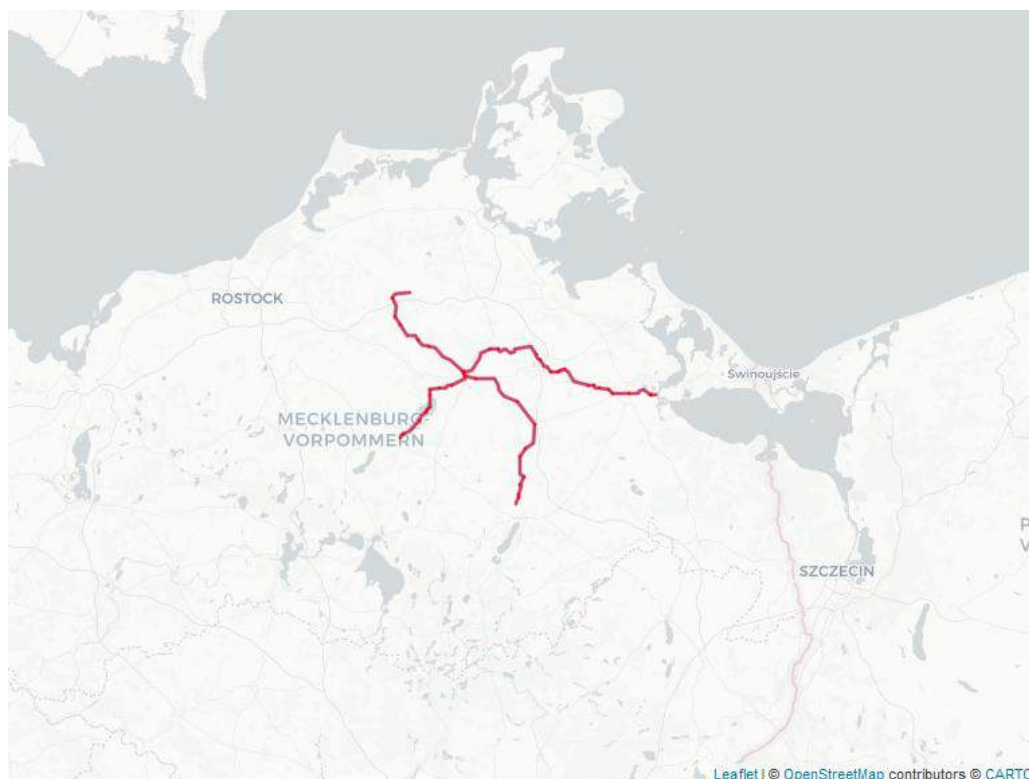 ROSTOCK
Świnoujście
MECKLENBURG-
VORPOMMERN
SZCZECIN
P
V
Leaflet | © OpenStreetMap contributors © CARTO